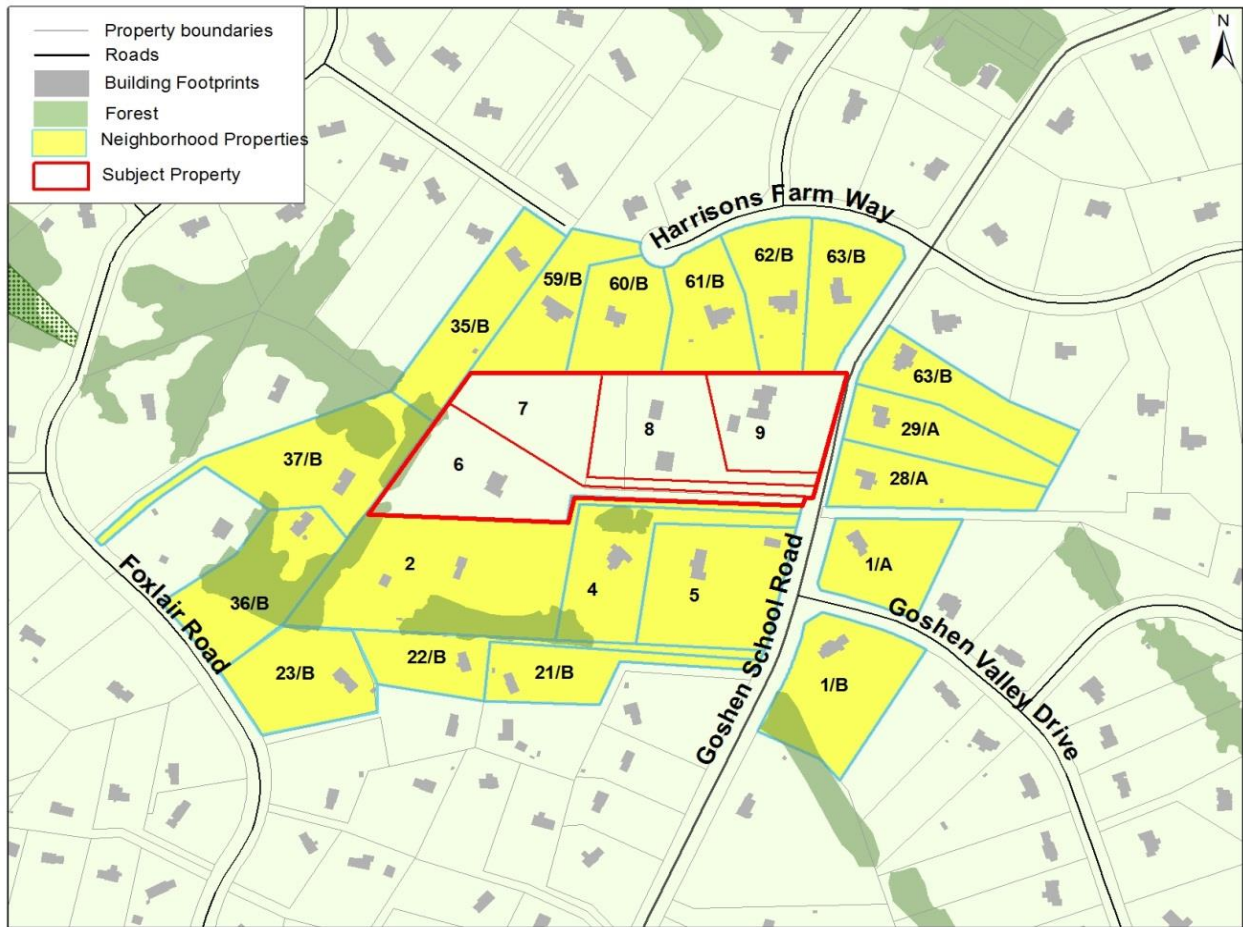 Property boundaries
Roads
Building Footprints
Forest
Neighborhood Properties
Subject Property
N
Harrisons Farm Way
62/B
63/B
59/B
60/B
61/B
35/B
63/B
7
29/A
8
9
37/B
6
28/A
2
1/A
4
5
Foxlair Road
36/B
Goshen School Road
Goshen Valley Drive
22/B
21/B
23/B
1/B